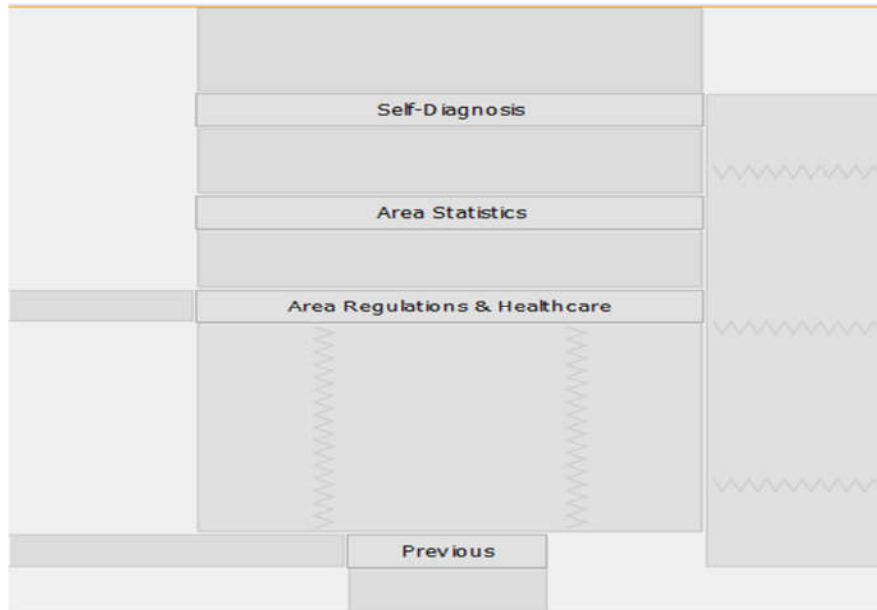 Self-Diagnosis
Area Statistics
Area Regulations & Healthcare
Previous